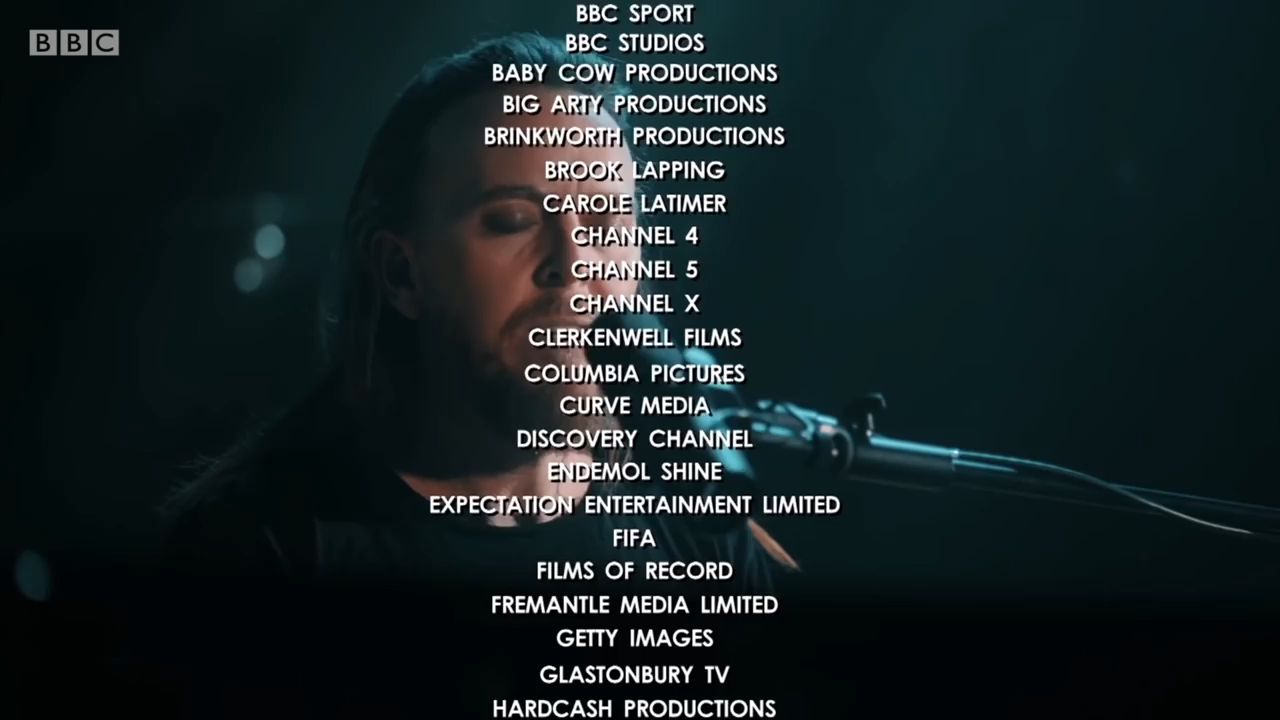 BBC
BBC SPORT
BBC STUDIOS
BABY COW PRODUCTIONS
BIG ARTY PRODUCTIONS
BRINKWORTH PRODUCTIONS
BROOK LAPPING
CAROLE LATIMER
CHANNEL 4
CHANNEL 5
CHANNEL X
CLERKENWELL FILMS
COLUMBIA PICTURES
CURVE MEDIA
DISCOVERY CHANNEL
ENDEMOL SHINE
EXPECTATION ENTERTAINMENT LIMITED
FIFA
FILMS OF RECORD
FREMANTLE MEDIA LIMITED
GETTY IMAGES
GLASTONBURY TV
HARDCASH PRODUCTIONS